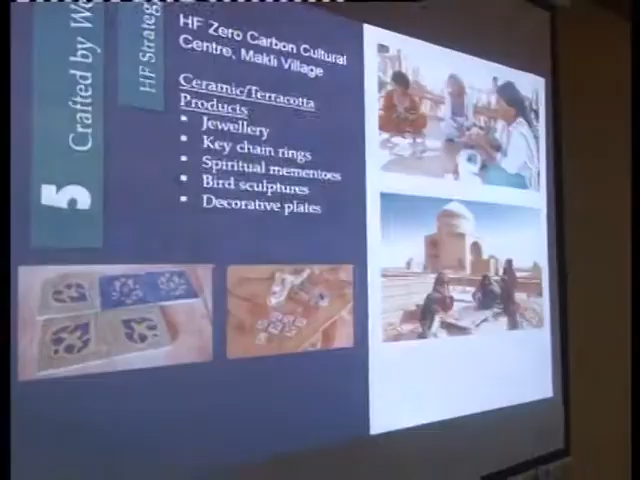 5
Crafted by W
HF Strateg
HF Zero Carbon Cultural
Centre, Makli Village
Ceramic/Terracotta
Products
▪ Jewellery
▪ Key chain rings
▪ Spiritual mementoes
▪ Bird sculptures
▪ Decorative plates